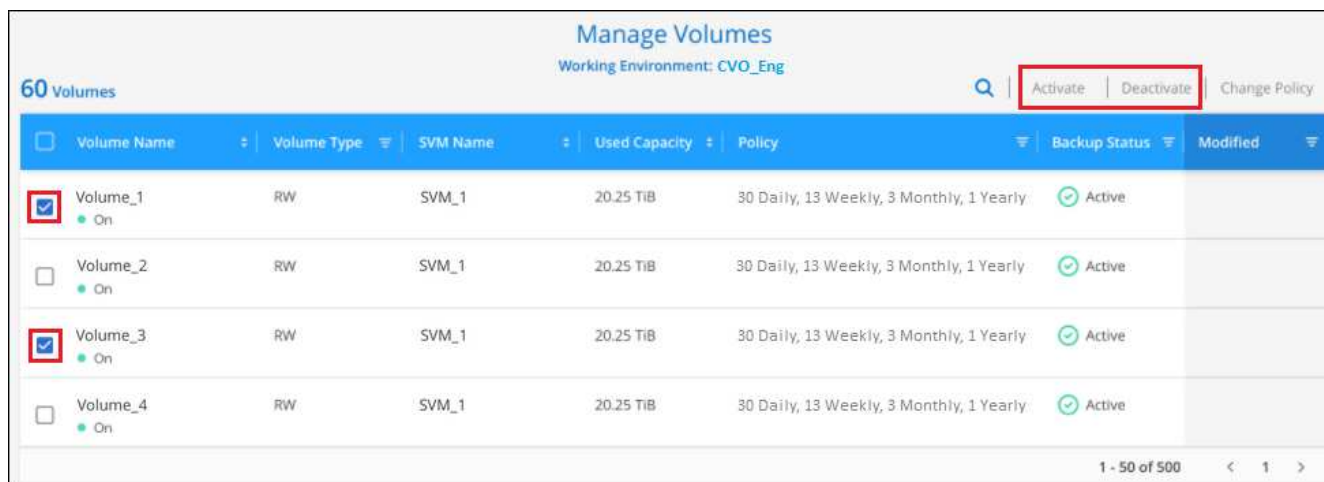 Manage Volumes
Working Environment: CVO_Eng
60 Volumes
Activate | Deactivate | Change Policy
Volume Name Volume Type SVM Name Used Capacity Policy Backup Status Modified
Volume_1 RW SVM_1 20.25 TiB 30 Daily, 13 Weekly, 3 Monthly, 1 Yearly Active
On
Volume_2 RW SVM_1 20.25 TiB 30 Daily, 13 Weekly, 3 Monthly, 1 Yearly Active
On
Volume_3 RW SVM_1 20.25 TiB 30 Daily, 13 Weekly, 3 Monthly, 1 Yearly Active
On
Volume_4 RW SVM_1 20.25 TiB 30 Daily, 13 Weekly, 3 Monthly, 1 Yearly Active
On
1 - 50 of 500 < 1 >